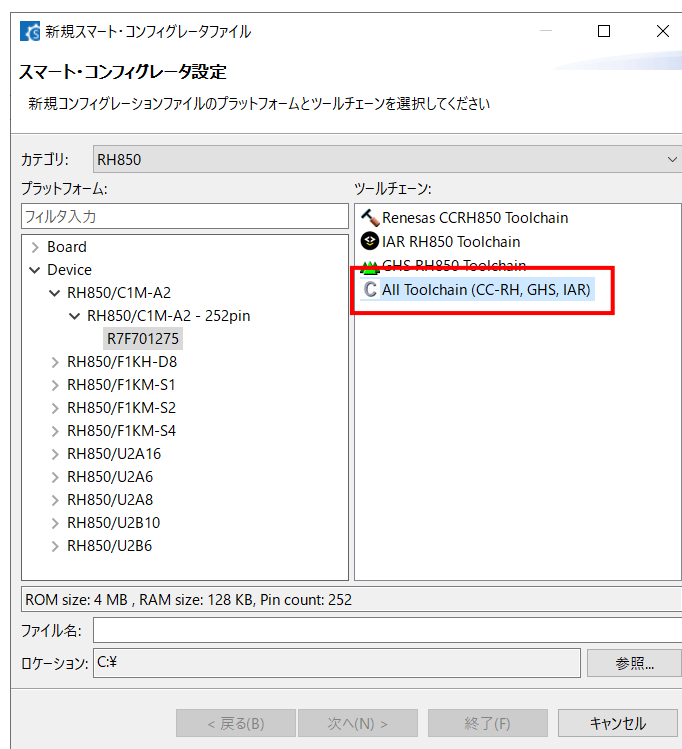 新規スマート・コンフィグレータファイル
スマート・コンフィグレータ設定
新規コンフィグレーションファイルのプラットフォームとツールチェーンを選択してください
カテゴリ: RH850
プラットフォーム:
フィルタ入力
Board
Device
RH850/C1M-A2
RH850/C1M-A2 - 252pin
R7F701275
RH850/F1KH-D8
RH850/F1KM-S1
RH850/F1KM-S2
RH850/F1KM-S4
RH850/U2A16
RH850/U2A6
RH850/U2A8
RH850/U2B10
RH850/U2B6
ツールチェーン:
Renesas CCRH850 Toolchain
IAR RH850 Toolchain
GHS RH850 Toolchain
All Toolchain (CC-RH, GHS, IAR)
ROM size: 4 MB , RAM size: 128 KB, Pin count: 252
ファイル名:
ロケーション: C:¥ 参照...
< 戻る(B) 次へ(N) > 終了(F) キャンセル